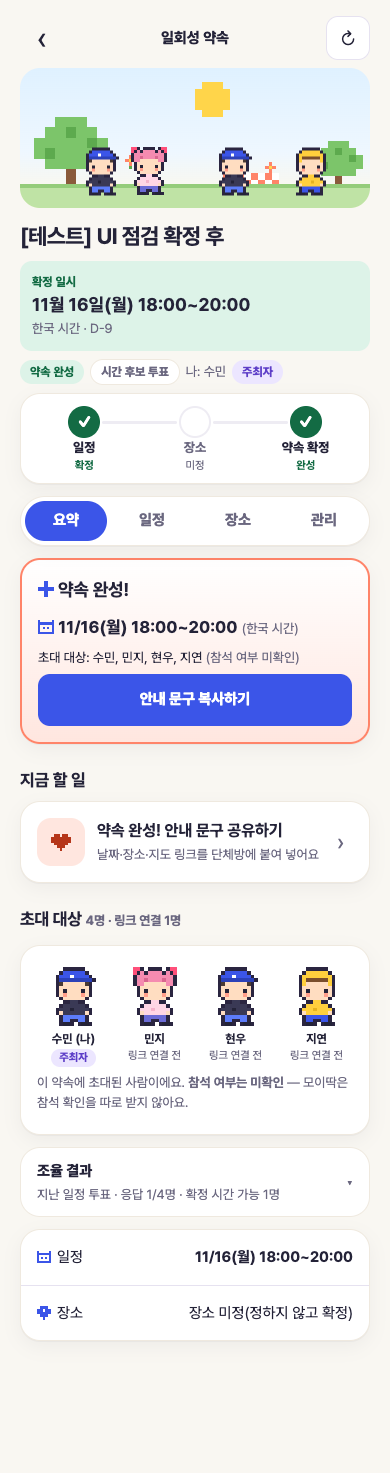 일회성 약속
[테스트] UI 점검 확정 후
확정 일시
11월 16일(월) 18:00~20:00
한국 시간 · D-9
약속 완성 시간 후보 투표 나: 수민 주최자
일정 장소 약속 확정
확정 미정 완성
요약 일정 장소 관리
약속 완성!
11/16(월) 18:00~20:00 (한국 시간)
초대 대상: 수민, 민지, 현우, 지연 (참석 여부 미확인)
안내 문구 복사하기
지금 할 일
약속 완성! 안내 문구 공유하기
날짜·장소·지도 링크를 단체방에 붙여 넣어요
초대 대상 4명 · 링크 연결 1명
수민 (나) 민지 현우 지연
주최자 링크 연결 전 링크 연결 전 링크 연결 전
이 약속에 초대된 사람이에요. 참석 여부는 미확인 — 모이딱은
참석 확인을 따로 받지 않아요.
조율 결과
지난 일정 투표 · 응답 1/4명 · 확정 시간 가능 1명
일정 11/16(월) 18:00~20:00
장소 장소 미정(정하지 않고 확정)